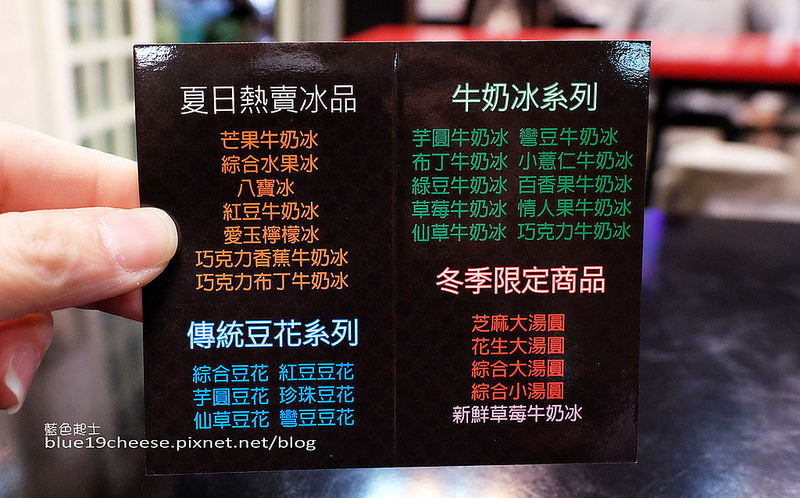 夏日熱賣冰品
芒果牛奶冰
綜合水果冰
八寶冰
紅豆牛奶冰
愛玉檸檬冰
巧克力香蕉牛奶冰
巧克力布丁牛奶冰
傳統豆花系列
綜合豆花 紅豆豆花
芋圓豆花 珍珠豆花
仙草豆花 彎豆豆花
牛奶冰系列
芋圓牛奶冰 彎豆牛奶冰
布丁牛奶冰 小薏仁牛奶冰
綠豆牛奶冰 百香果牛奶冰
草莓牛奶冰 情人果牛奶冰
仙草牛奶冰 巧克力牛奶冰
冬季限定商品
芝麻大湯圓
花生大湯圓
綜合大湯圓
綜合小湯圓
新鮮草莓牛奶冰
藍色起士
blue19cheese.pixnet.net/blog